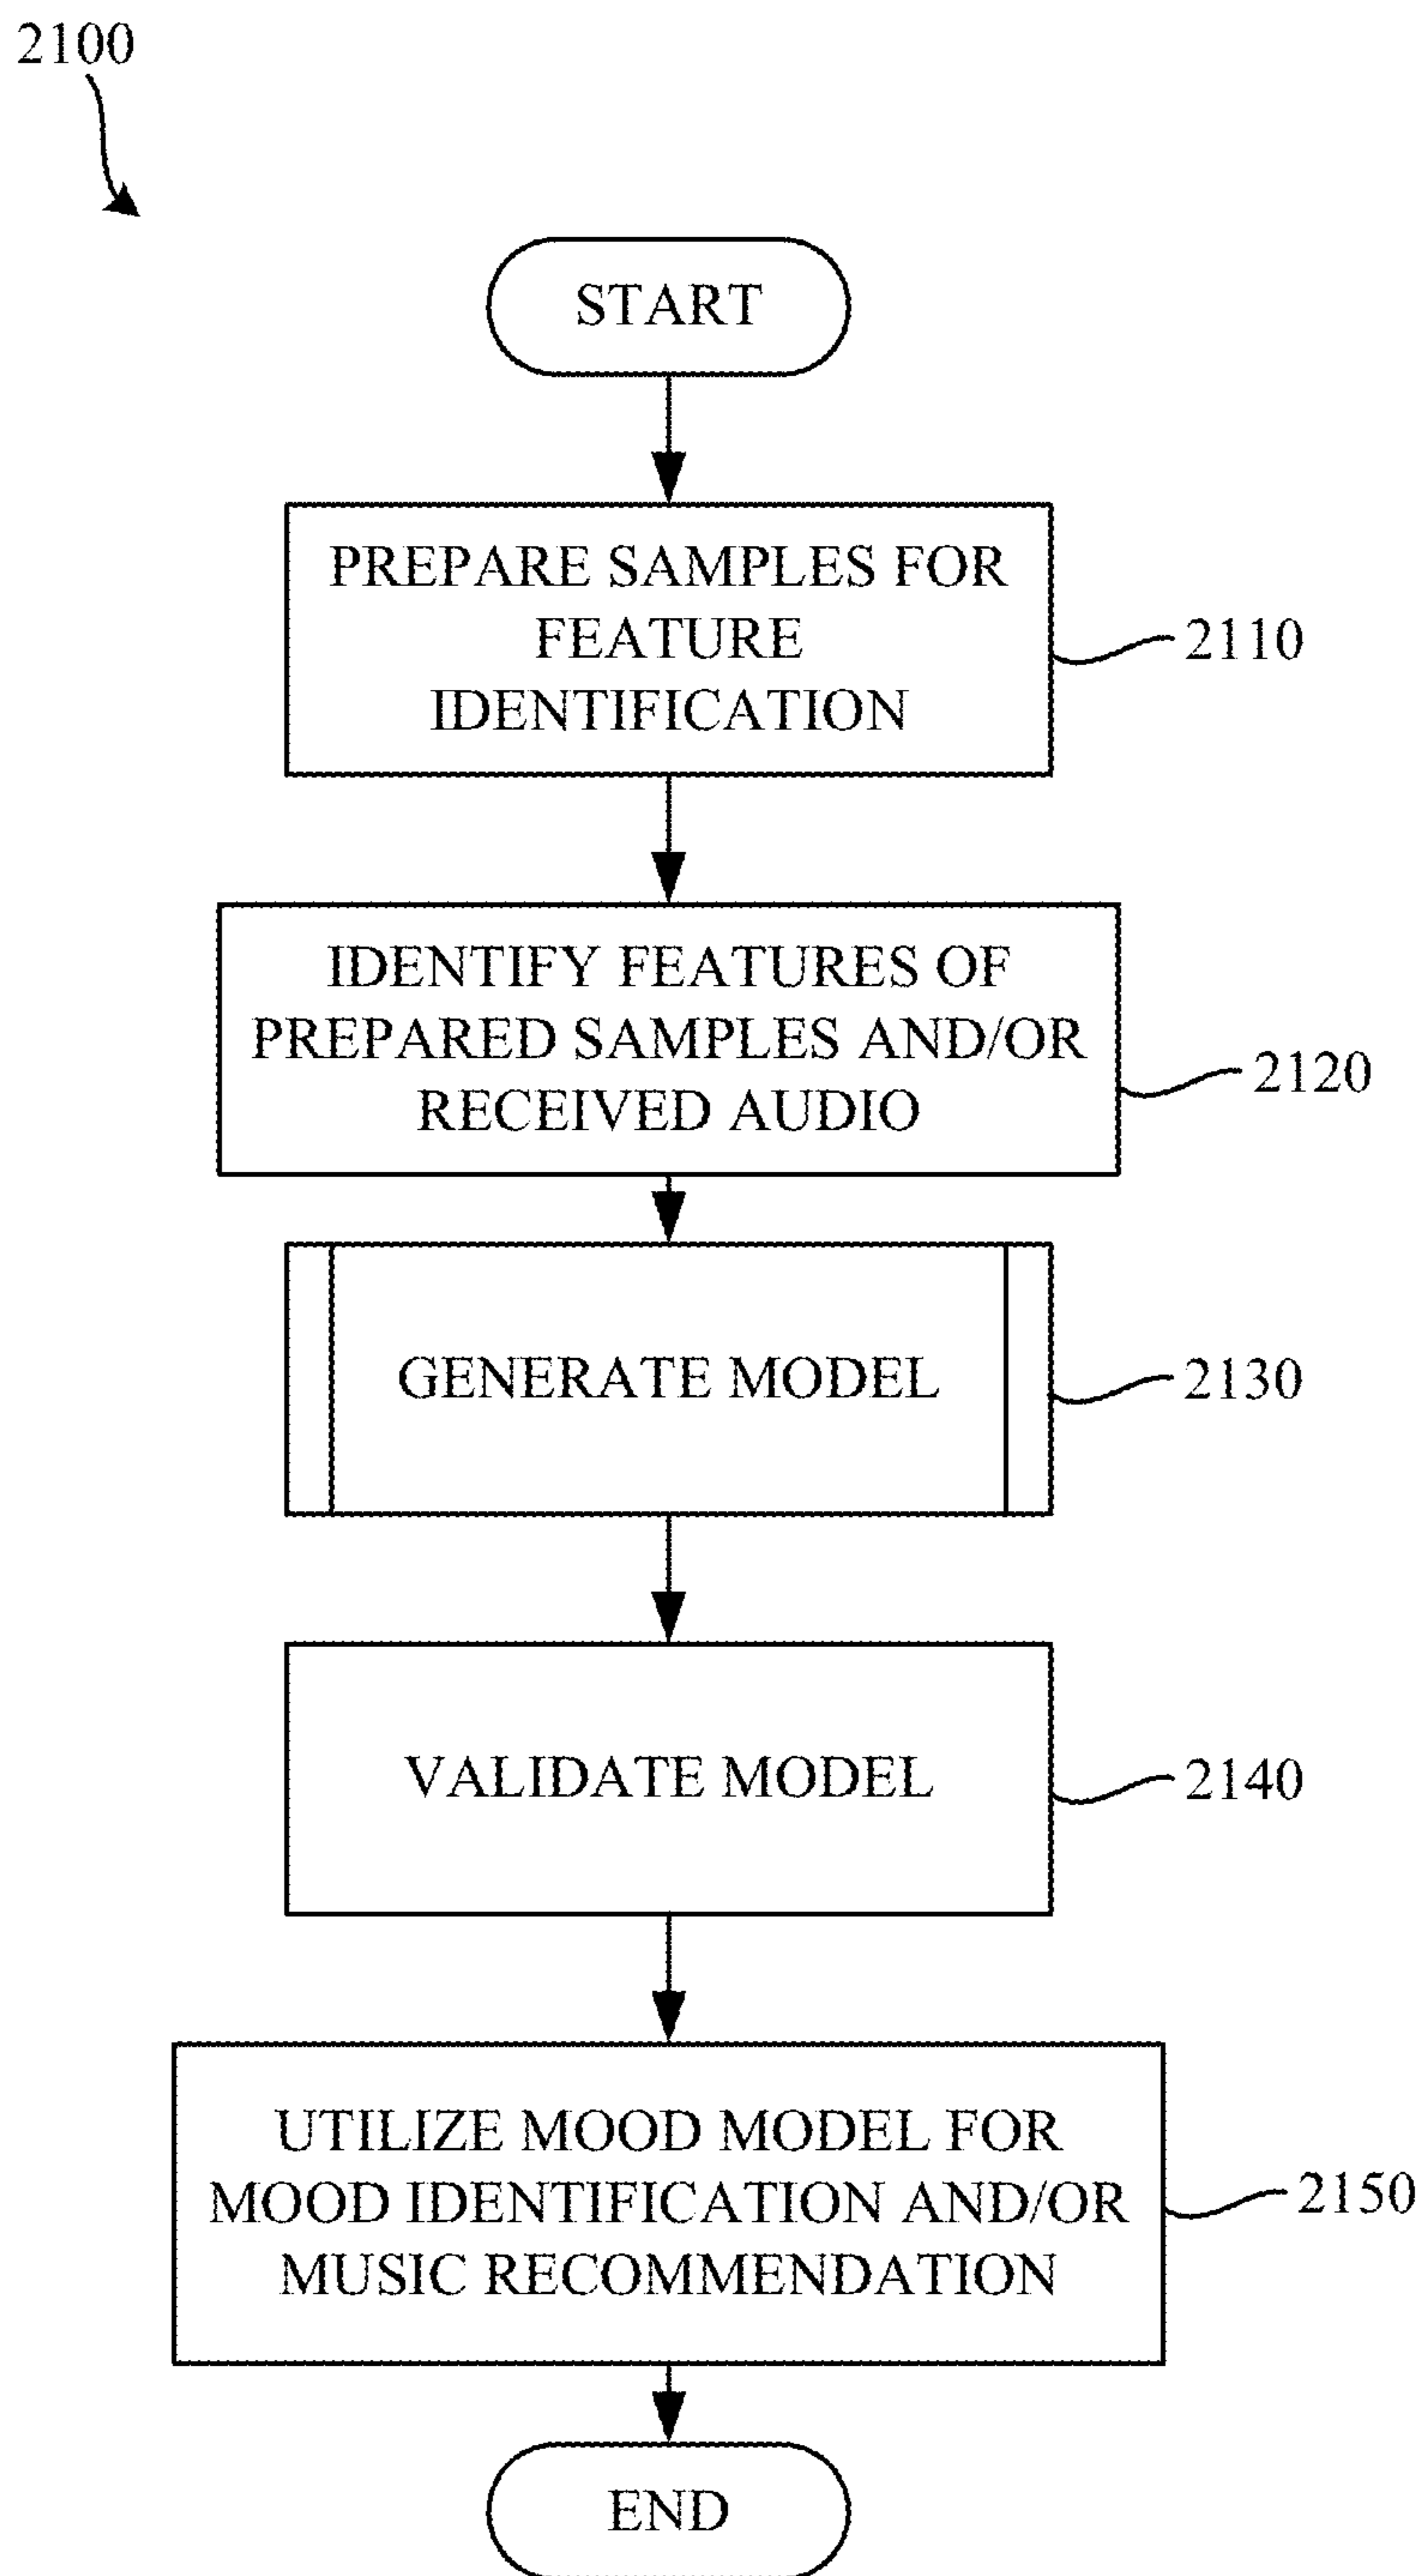 2100
START
PREPARE SAMPLES FOR
FEATURE
IDENTIFICATION
2110
IDENTIFY FEATURES OF
PREPARED SAMPLES AND/OR
RECEIVED AUDIO
2120
GENERATE MODEL
2130
VALIDATE MODEL
2140
UTILIZE MOOD MODEL FOR
MOOD IDENTIFICATION AND/OR
MUSIC RECOMMENDATION
2150
END